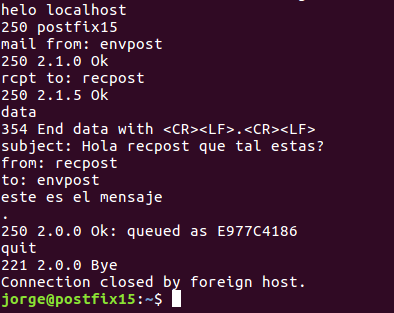 helo localhost
250 postfix15
mail from: envpost
250 2.1.0 Ok
rcpt to: recpost
250 2.1.5 Ok
data
354 End data with <CR><LF>.<CR><LF>
subject: Hola recpost que tal estas?
from: recpost
to: envpost
este es el mensaje
.
250 2.0.0 Ok: queued as E977C4186
quit
221 2.0.0 Bye
Connection closed by foreign host.
jorge@postfix15:~$